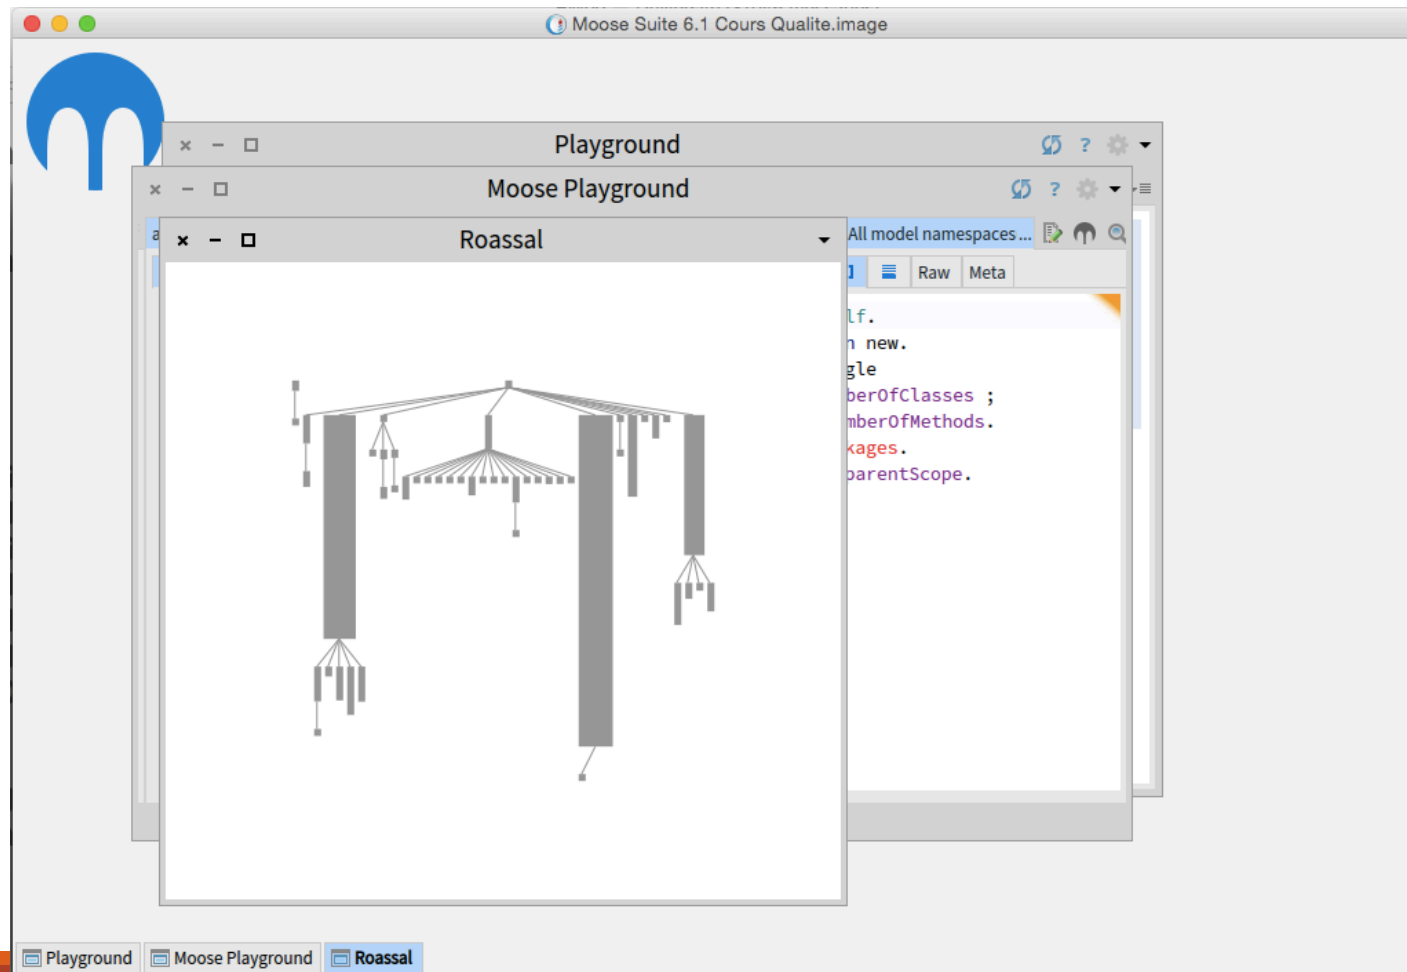 Moose Suite 6.1 Cours Qualite.image
Playground
?
Moose Playground
?
a
All model namespaces ...
Roassal
Raw
Meta
lf.
n new.
gle
berOfClasses ;
mberOfMethods.
kages.
parentScope.
Playground
Moose Playground
Roassal